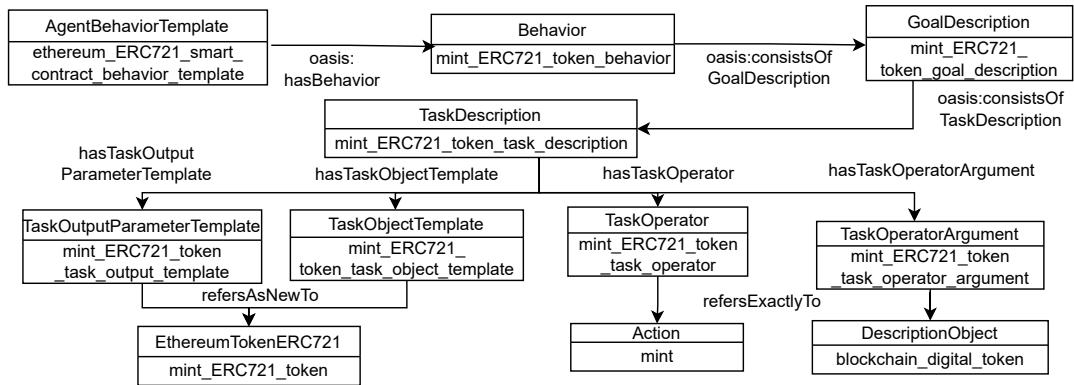 AgentBehaviorTemplate
ethereum_ERC721_smart_
contract_behavior_template
oasis:
hasBehavior
Behavior
mint_ERC721_token_behavior
oasis:consistsOf
GoalDescription
GoalDescription
mint_ERC721_
token_goal_description
oasis:consistsOf
TaskDescription
TaskDescription
mint_ERC721_token_task_description
hasTaskOutput
ParameterTemplate
hasTaskObjectTemplate
hasTaskOperator
hasTaskOperatorArgument
TaskOutputParameterTemplate
mint_ERC721_token
_task_output_template
TaskObjectTemplate
mint_ERC721_
token_task_object_template
TaskOperator
mint_ERC721_token
_task_operator
TaskOperatorArgument
mint_ERC721_token
_task_operator_argument
refersAsNewTo
refersExactlyTo
EthereumTokenERC721
mint_ERC721_token
Action
mint
DescriptionObject
blockchain_digital_token